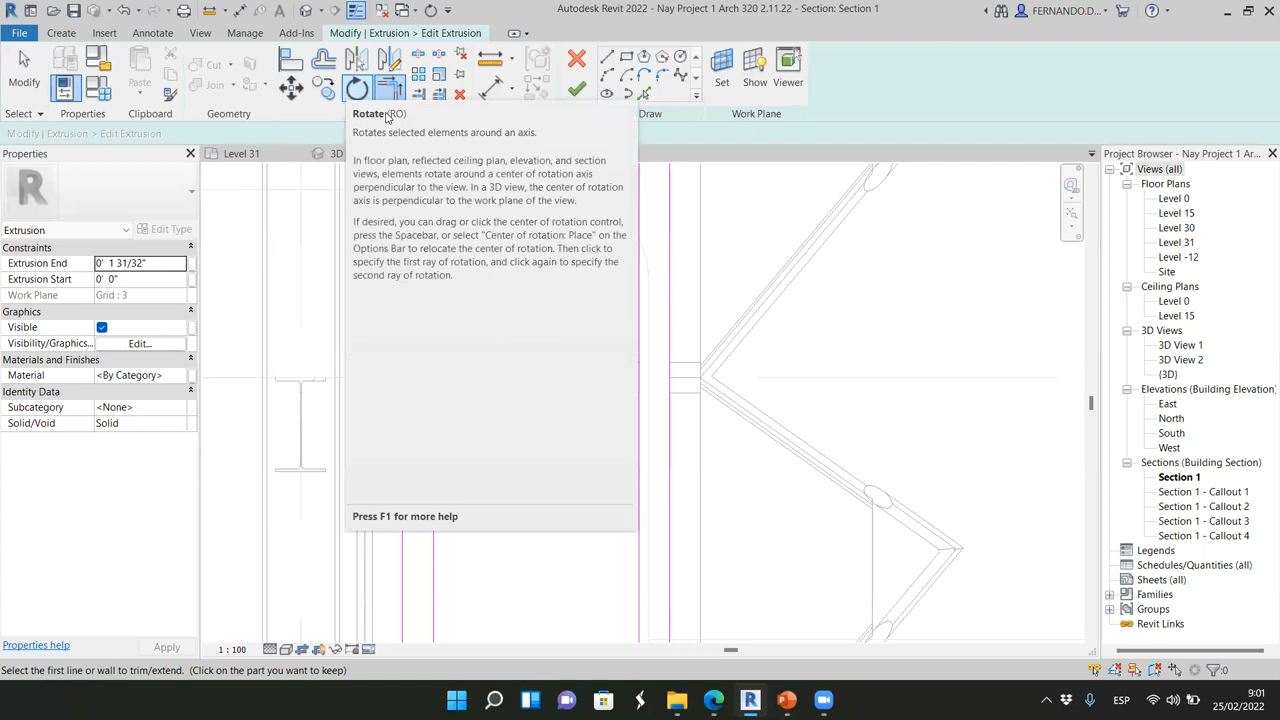 Autodesk Revit 2022 - Nay Project 1 Arch 320 2.11.22 - Section: Section 1
FERNANDO.D...
File
Create
Insert
Annotate
View
Manage
Add-Ins
Modify | Extrusion > Edit Extrusion
Modify
Paste
Cut
Join
Set
Show
Viewer
Select
Properties
Clipboard
Geometry
Draw
Work Plane
Modify | Extrusion > Edit Extrusion
Rotate (RO)
Rotates selected elements around an axis.
In floor plan, reflected ceiling plan, elevation, and section
views, elements rotate around a center of rotation axis
perpendicular to the view. In a 3D view, the center of rotation
axis is perpendicular to the work plane of the view.
If desired, you can drag or click the center of rotation control,
press the Spacebar, or select "Center of rotation: Place" on the
Options Bar to relocate the center of rotation. Then click to
specify the first ray of rotation, and click again to specify the
second ray of rotation.
Press F1 for more help
Properties
Extrusion
Edit Type
Constraints
Extrusion End
0' 1 31/32"
Extrusion Start
0' 0"
Work Plane
Grid : 3
Graphics
Visible
Visibility/Graphics...
Edit...
Materials and Finishes
Material
<By Category>
Identity Data
Subcategory
<None>
Solid/Void
Solid
Properties help
Apply
Level 31
3D
Project Browser - Nay Project 1 Ar...
Views (all)
Floor Plans
Level 0
Level 15
Level 30
Level 31
Level -12
Site
Ceiling Plans
Level 0
Level 15
3D Views
3D View 1
3D View 2
{3D}
Elevations (Building Elevation)
East
North
South
West
Sections (Building Section)
Section 1
Section 1 - Callout 1
Section 1 - Callout 2
Section 1 - Callout 3
Section 1 - Callout 4
Legends
Schedules/Quantities (all)
Sheets (all)
Families
Groups
Revit Links
1 : 100
Select the first line or wall to trim/extend. (Click on the part you want to keep)
:0
ESP
9:01
25/02/2022